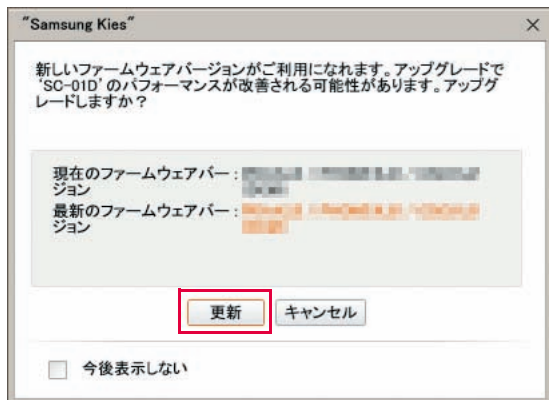 "Samsung Kies"
新しいファームウェアバージョンがご利用になれます。アップグレードで
'SC-01D'のパフォーマンスが改善される可能性があります。アップグ
レードしますか？
現在のファームウェアバー：
ジョン
最新のファームウェアバー：
ジョン
更新 キャンセル
今後表示しない